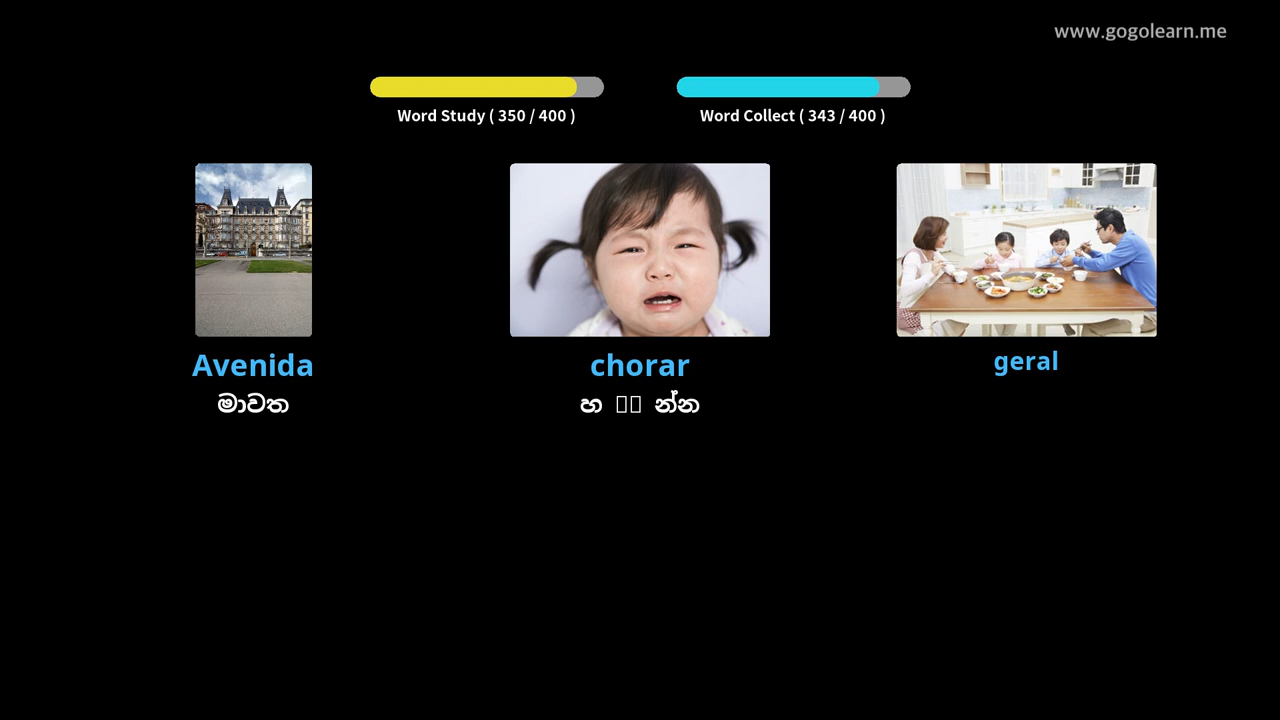 www.gogolearn.me
Word Study ( 350 / 400 )
Word Collect ( 343 / 400 )
Avenida
chorar
geral
මාවත
හ න්න